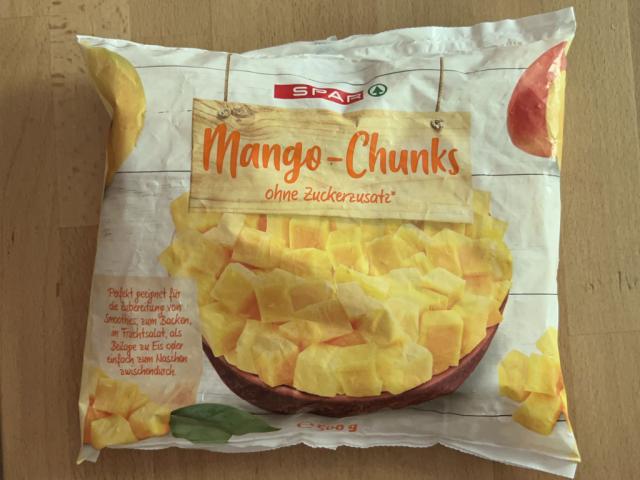 SPAR
Mango-Chunks
ohne Zuckerzusatz*
Perfekt geeignet für
die Zubereitung von
Smoothies, zum Backen,
im Fruchtsalat, als
Beilage zu Eis oder
einfach zum Naschen
zwischendurch.
℮ 500 g